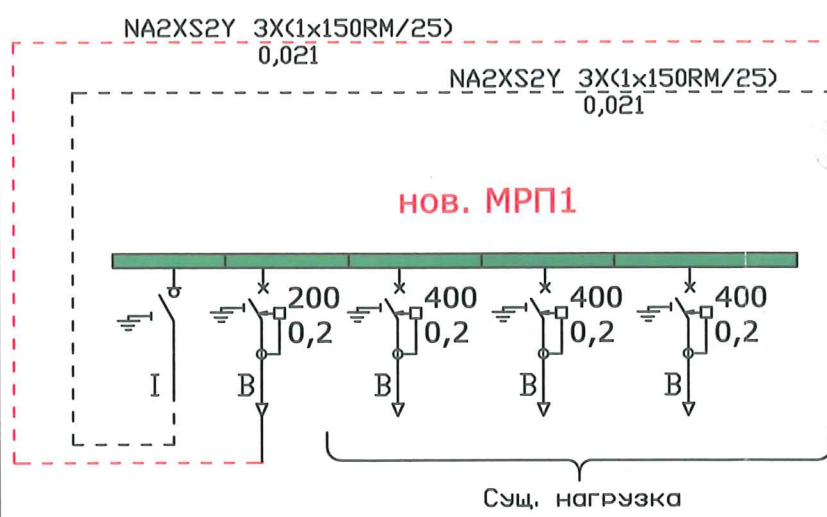 NA2XS2Y 3X(1x150RM/25)
0,021
NA2XS2Y 3X(1x150RM/25)
0,021
нов. МРП1
200 400 400 400
0,2 0,2 0,2 0,2
I B B B B
Сущ. нагрузка